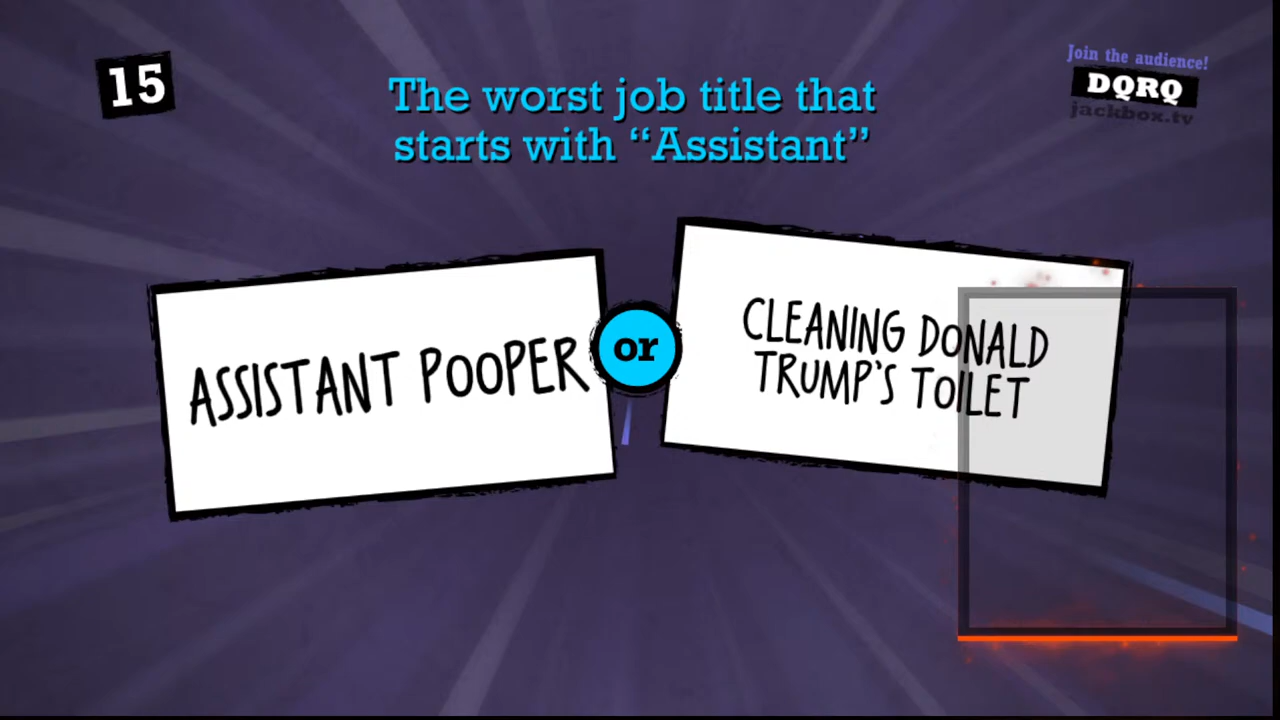 15
Join the audience!
DQRQ
jackbox.tv
The worst job title that
starts with “Assistant”
ASSISTANT POOPER
or
CLEANING DONALD
TRUMP'S TOILET